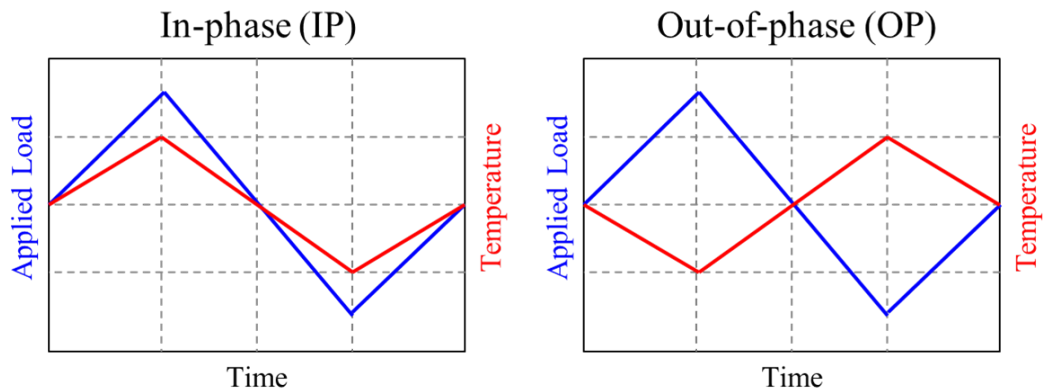 In-phase (IP)
Applied Load
Temperature
Time
Out-of-phase (OP)
Applied Load
Temperature
Time